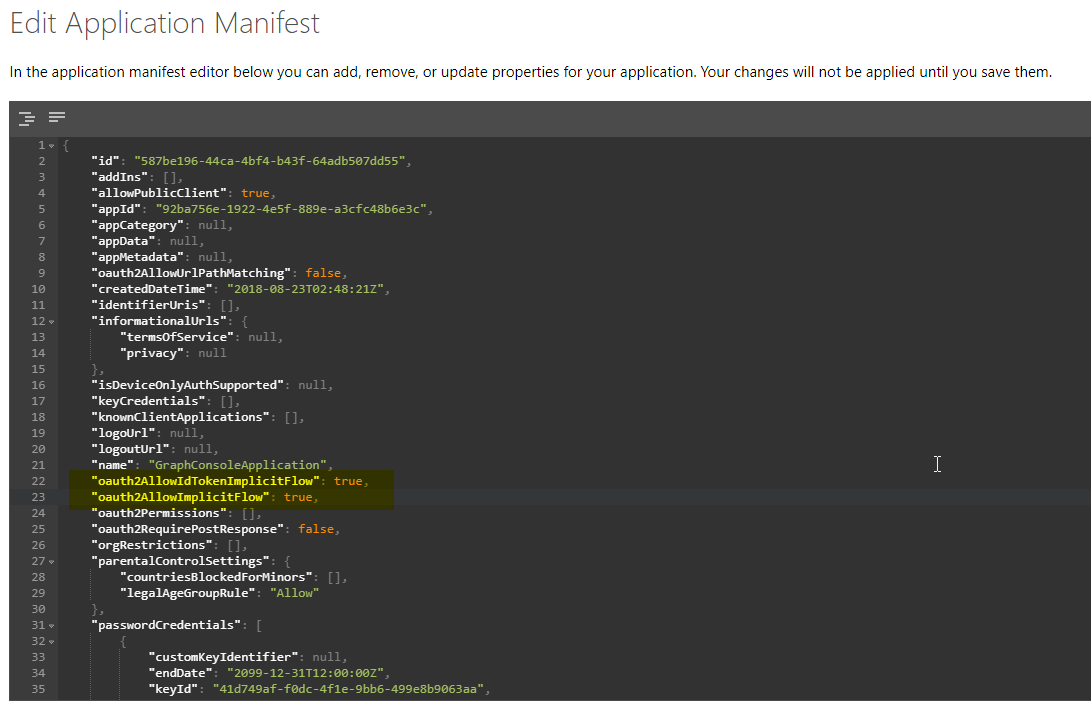 Edit Application Manifest
In the application manifest editor below you can add, remove, or update properties for your application. Your changes will not be applied until you save them.
1 {
2 "id": "587be196-44ca-4bf4-b43f-64adb507dd55",
3 "addIns": [],
4 "allowPublicClient": true,
5 "appId": "92ba756e-1922-4e5f-889e-a3cfc48b6e3c",
6 "appCategory": null,
7 "appData": null,
8 "appMetadata": null,
9 "oauth2AllowUrlPathMatching": false,
10 "createdDateTime": "2018-08-23T02:48:21Z",
11 "identifierUris": [],
12 "informationalUrls": {
13 "termsOfService": null,
14 "privacy": null
15 },
16 "isDeviceOnlyAuthSupported": null,
17 "keyCredentials": [],
18 "knownClientApplications": [],
19 "logoUrl": null,
20 "logoutUrl": null,
21 "name": "GraphConsoleApplication",
22 "oauth2AllowIdTokenImplicitFlow": true,
23 "oauth2AllowImplicitFlow": true,
24 "oauth2Permissions": [],
25 "oauth2RequirePostResponse": false,
26 "orgRestrictions": [],
27 "parentalControlSettings": {
28 "countriesBlockedForMinors": [],
29 "legalAgeGroupRule": "Allow"
30 },
31 "passwordCredentials": [
32 {
33 "customKeyIdentifier": null,
34 "endDate": "2099-12-31T12:00:00Z",
35 "keyId": "41d749af-f0dc-4f1e-9bb6-499e8b9063aa",